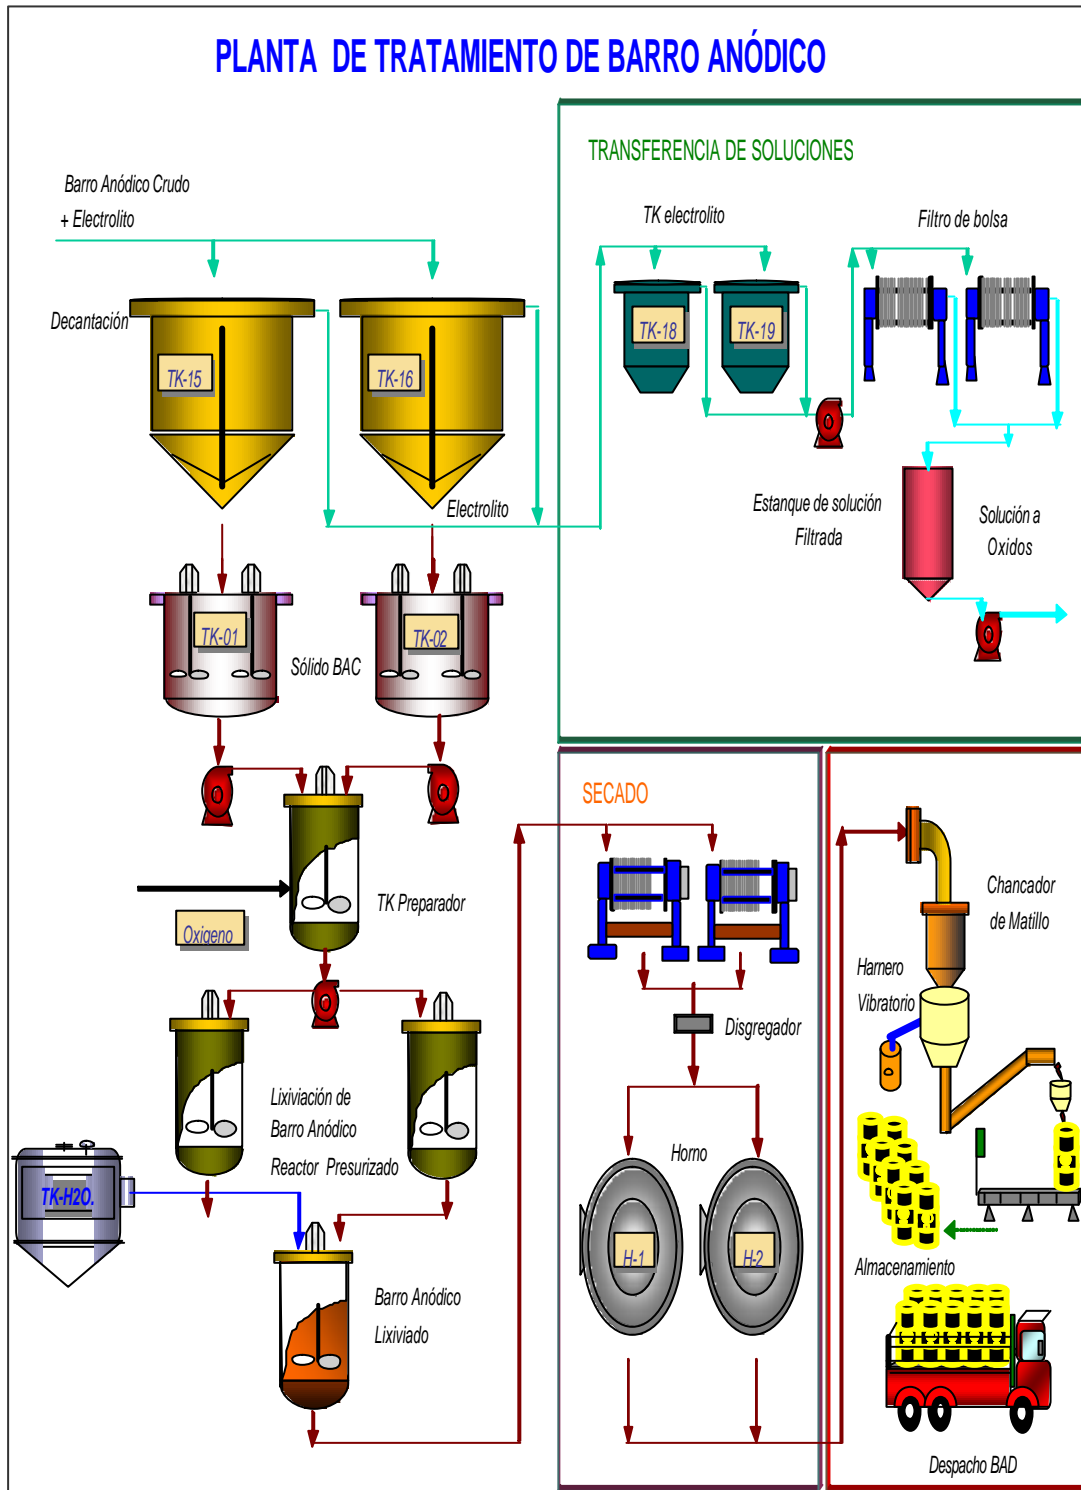 PLANTA DE TRATAMIENTO DE BARRO ANÓDICO
TRANSFERENCIA DE SOLUCIONES
Barro Anódico Crudo
+ Electrolito
TK electrolito
Filtro de bolsa
Decantación
TK-15
TK-16
TK-18
TK-19
Electrolito
Estanque de solución
Filtrada
Solución a
Oxidos
TK-01
TK-02
Sólido BAC
SECADO
TK Preparador
Oxigeno
Chancador
de Matillo
Harnero
Vibratorio
Disgregador
Lixiviación de
Barro Anódico
Reactor Presurizado
Horno
TK-H2O.
H-1
H-2
Almacenamiento
Barro Anódico
Lixiviado
Despacho BAD